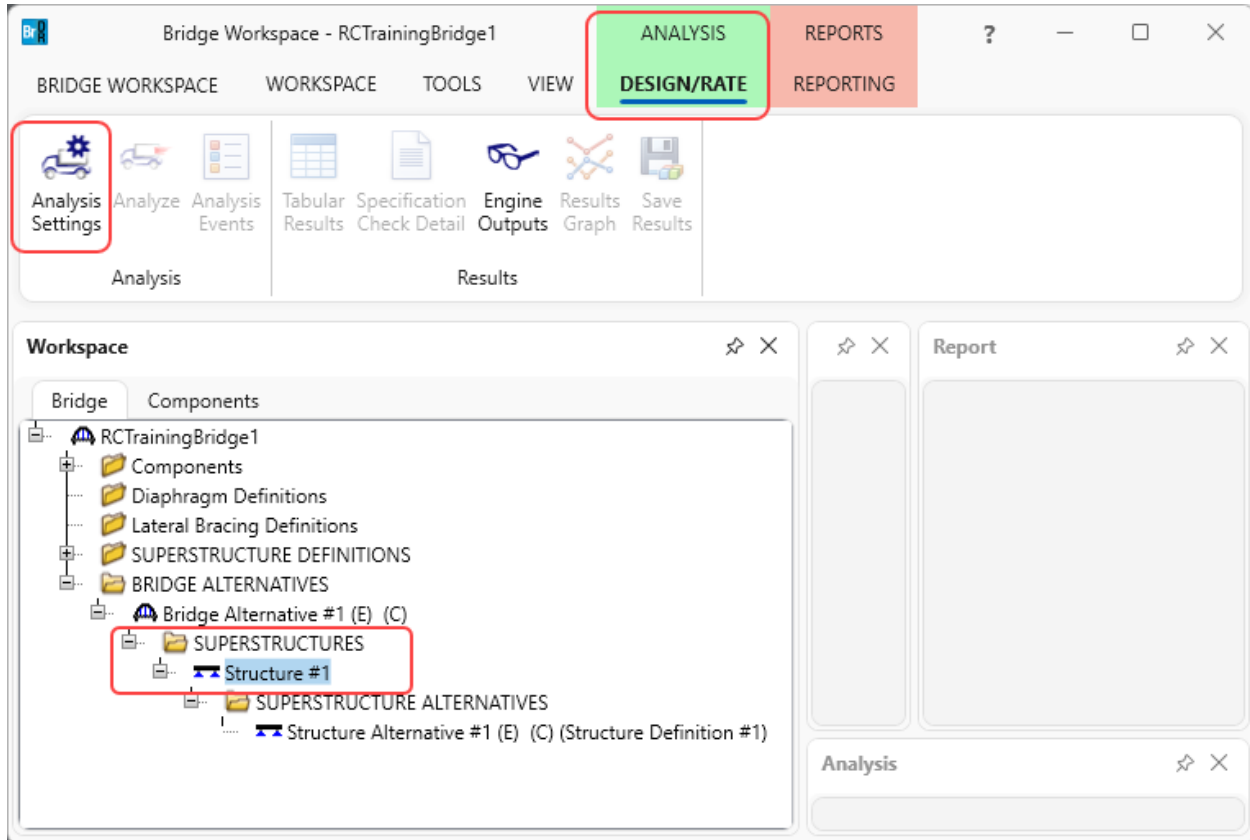 Br DR Bridge Workspace - RCTrainingBridge1 ANALYSIS REPORTS ?
BRIDGE WORKSPACE WORKSPACE TOOLS VIEW DESIGN/RATE REPORTING
Analysis Settings
Analyze
Analysis Events
Tabular Results
Specification Check Detail
Engine Outputs
Results Graph
Save Results
Analysis Results
Workspace
Report
Bridge Components
RCTrainingBridge1
Components
Diaphragm Definitions
Lateral Bracing Definitions
SUPERSTRUCTURE DEFINITIONS
BRIDGE ALTERNATIVES
Bridge Alternative #1 (E) (C)
SUPERSTRUCTURES
Structure #1
SUPERSTRUCTURE ALTERNATIVES
Structure Alternative #1 (E) (C) (Structure Definition #1)
Analysis